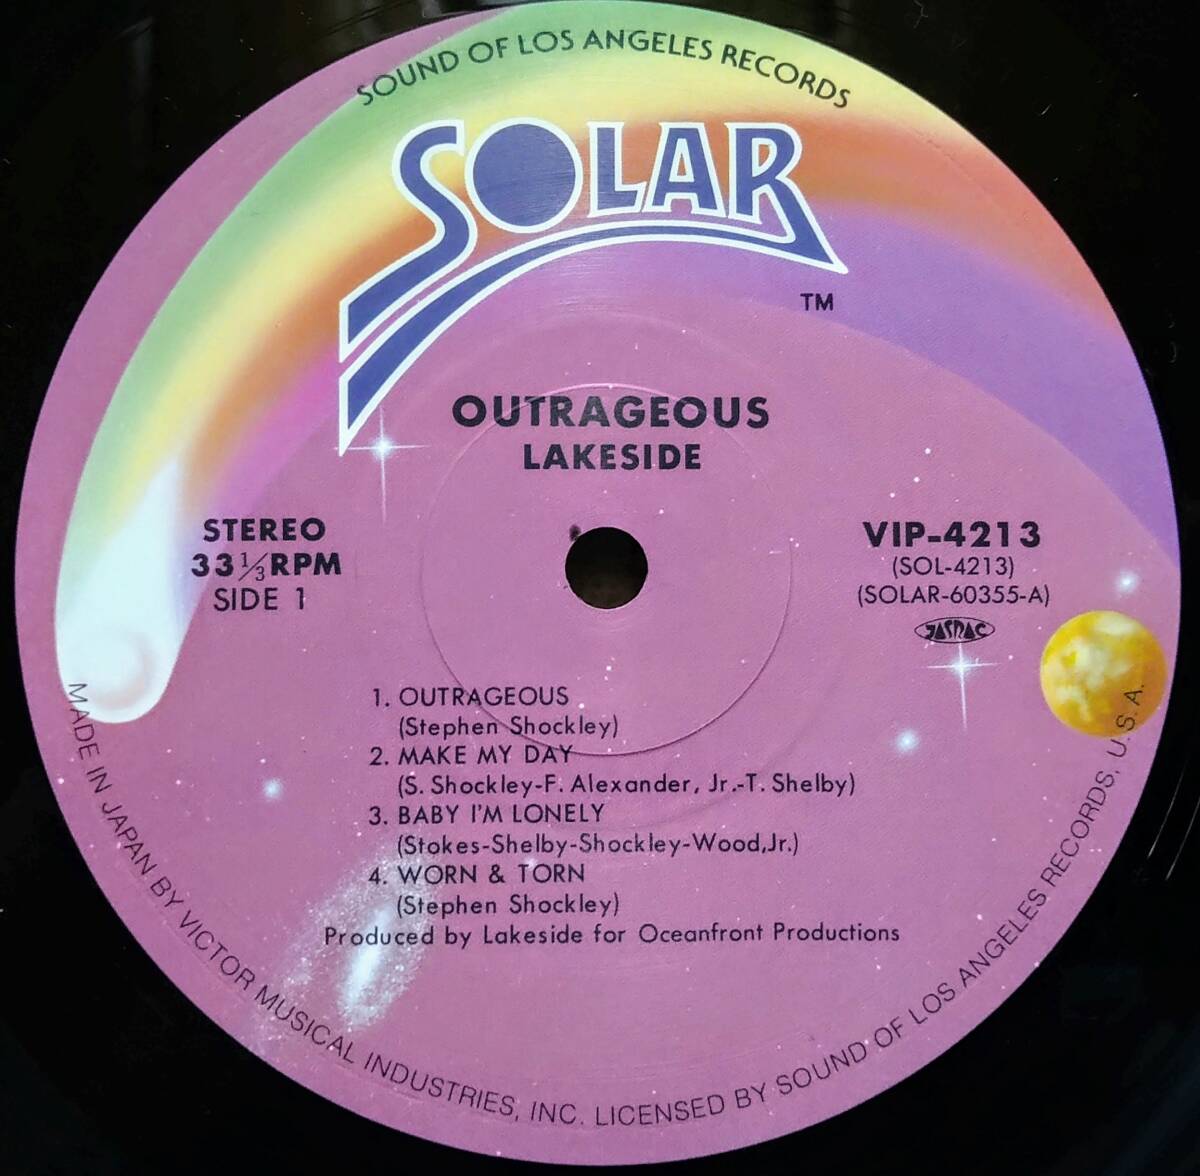 SOUND OF LOS ANGELES RECORDS
SOLAR
TM
OUTRAGEOUS
LAKESIDE
STEREO
33⅓RPM
SIDE 1
VIP-4213
(SOL-4213)
(SOLAR-60355-A)
JASRAC
1. OUTRAGEOUS
(Stephen Shockley)
2. MAKE MY DAY
(S. Shockley-F. Alexander, Jr.-T. Shelby)
3. BABY I'M LONELY
(Stokes-Shelby-Shockley-Wood,Jr.)
4. WORN & TORN
(Stephen Shockley)
Produced by Lakeside for Oceanfront Productions
MADE IN JAPAN BY VICTOR MUSICAL INDUSTRIES, INC. LICENSED BY SOUND OF LOS ANGELES RECORDS, U.S.A.